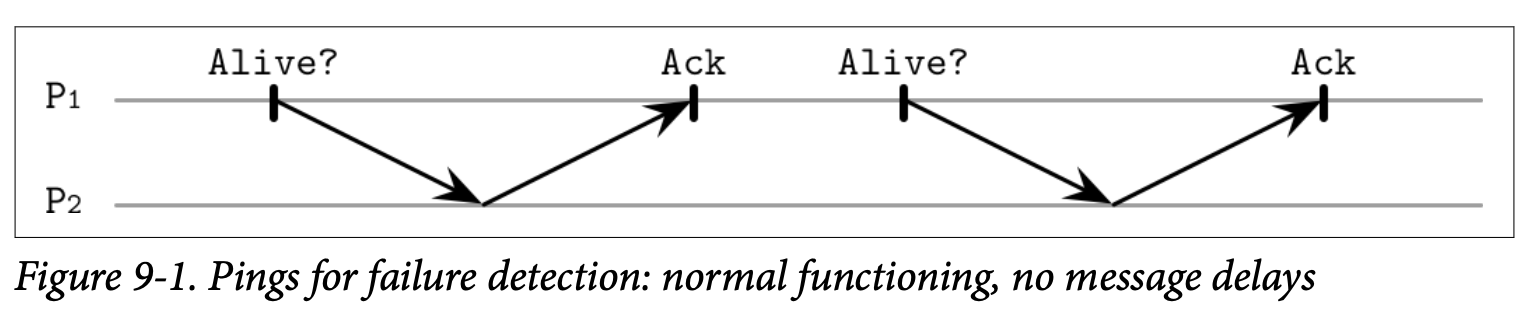 Alive? Ack Alive? Ack
P1
P2
Figure 9-1. Pings for failure detection: normal functioning, no message delays